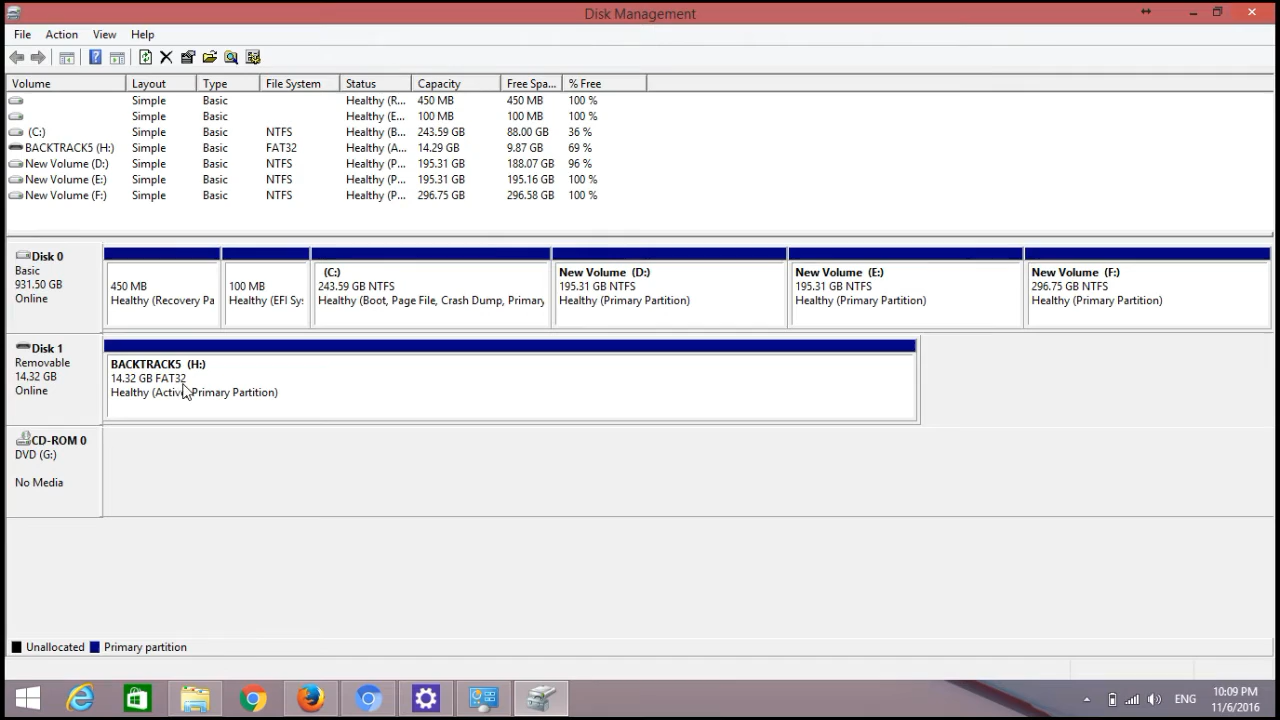 Disk Management
File Action View Help
Volume Layout Type File System Status Capacity Free Spa... % Free
Simple Basic Healthy (R... 450 MB 450 MB 100 %
Simple Basic Healthy (E... 100 MB 100 MB 100 %
(C:) Simple Basic NTFS Healthy (B... 243.59 GB 88.00 GB 36 %
BACKTRACK5 (H:) Simple Basic FAT32 Healthy (A... 14.29 GB 9.87 GB 69 %
New Volume (D:) Simple Basic NTFS Healthy (P... 195.31 GB 188.07 GB 96 %
New Volume (E:) Simple Basic NTFS Healthy (P... 195.31 GB 195.16 GB 100 %
New Volume (F:) Simple Basic NTFS Healthy (P... 296.75 GB 296.58 GB 100 %
Disk 0
Basic
931.50 GB
Online
450 MB
Healthy (Recovery Pa
100 MB
Healthy (EFI Sy
(C:)
243.59 GB NTFS
Healthy (Boot, Page File, Crash Dump, Primary
New Volume (D:)
195.31 GB NTFS
Healthy (Primary Partition)
New Volume (E:)
195.31 GB NTFS
Healthy (Primary Partition)
New Volume (F:)
296.75 GB NTFS
Healthy (Primary Partition)
Disk 1
Removable
14.32 GB
Online
BACKTRACK5 (H:)
14.32 GB FAT32
Healthy (Active, Primary Partition)
CD-ROM 0
DVD (G:)
No Media
Unallocated Primary partition
ENG
10:09 PM
11/6/2016